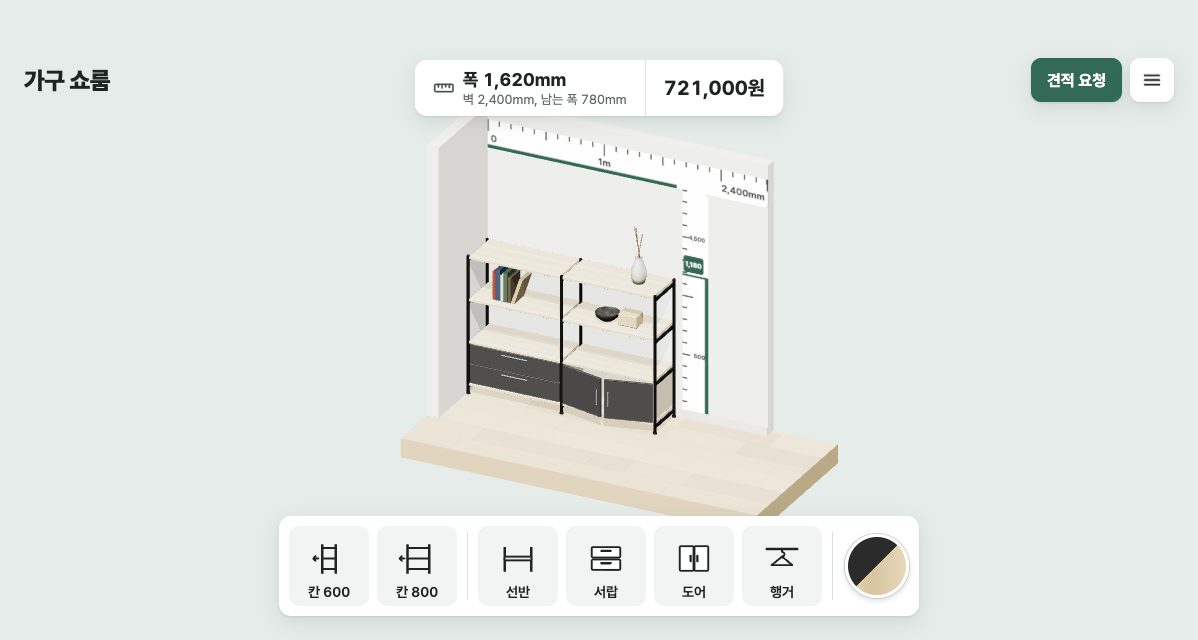 가구 쇼룸
폭 1,620mm
벽 2,400mm, 남는 폭 780mm
721,000원
견적 요청
0
1m
2,400mm
1,180
500
칸 600
칸 800
선반
서랍
도어
행거